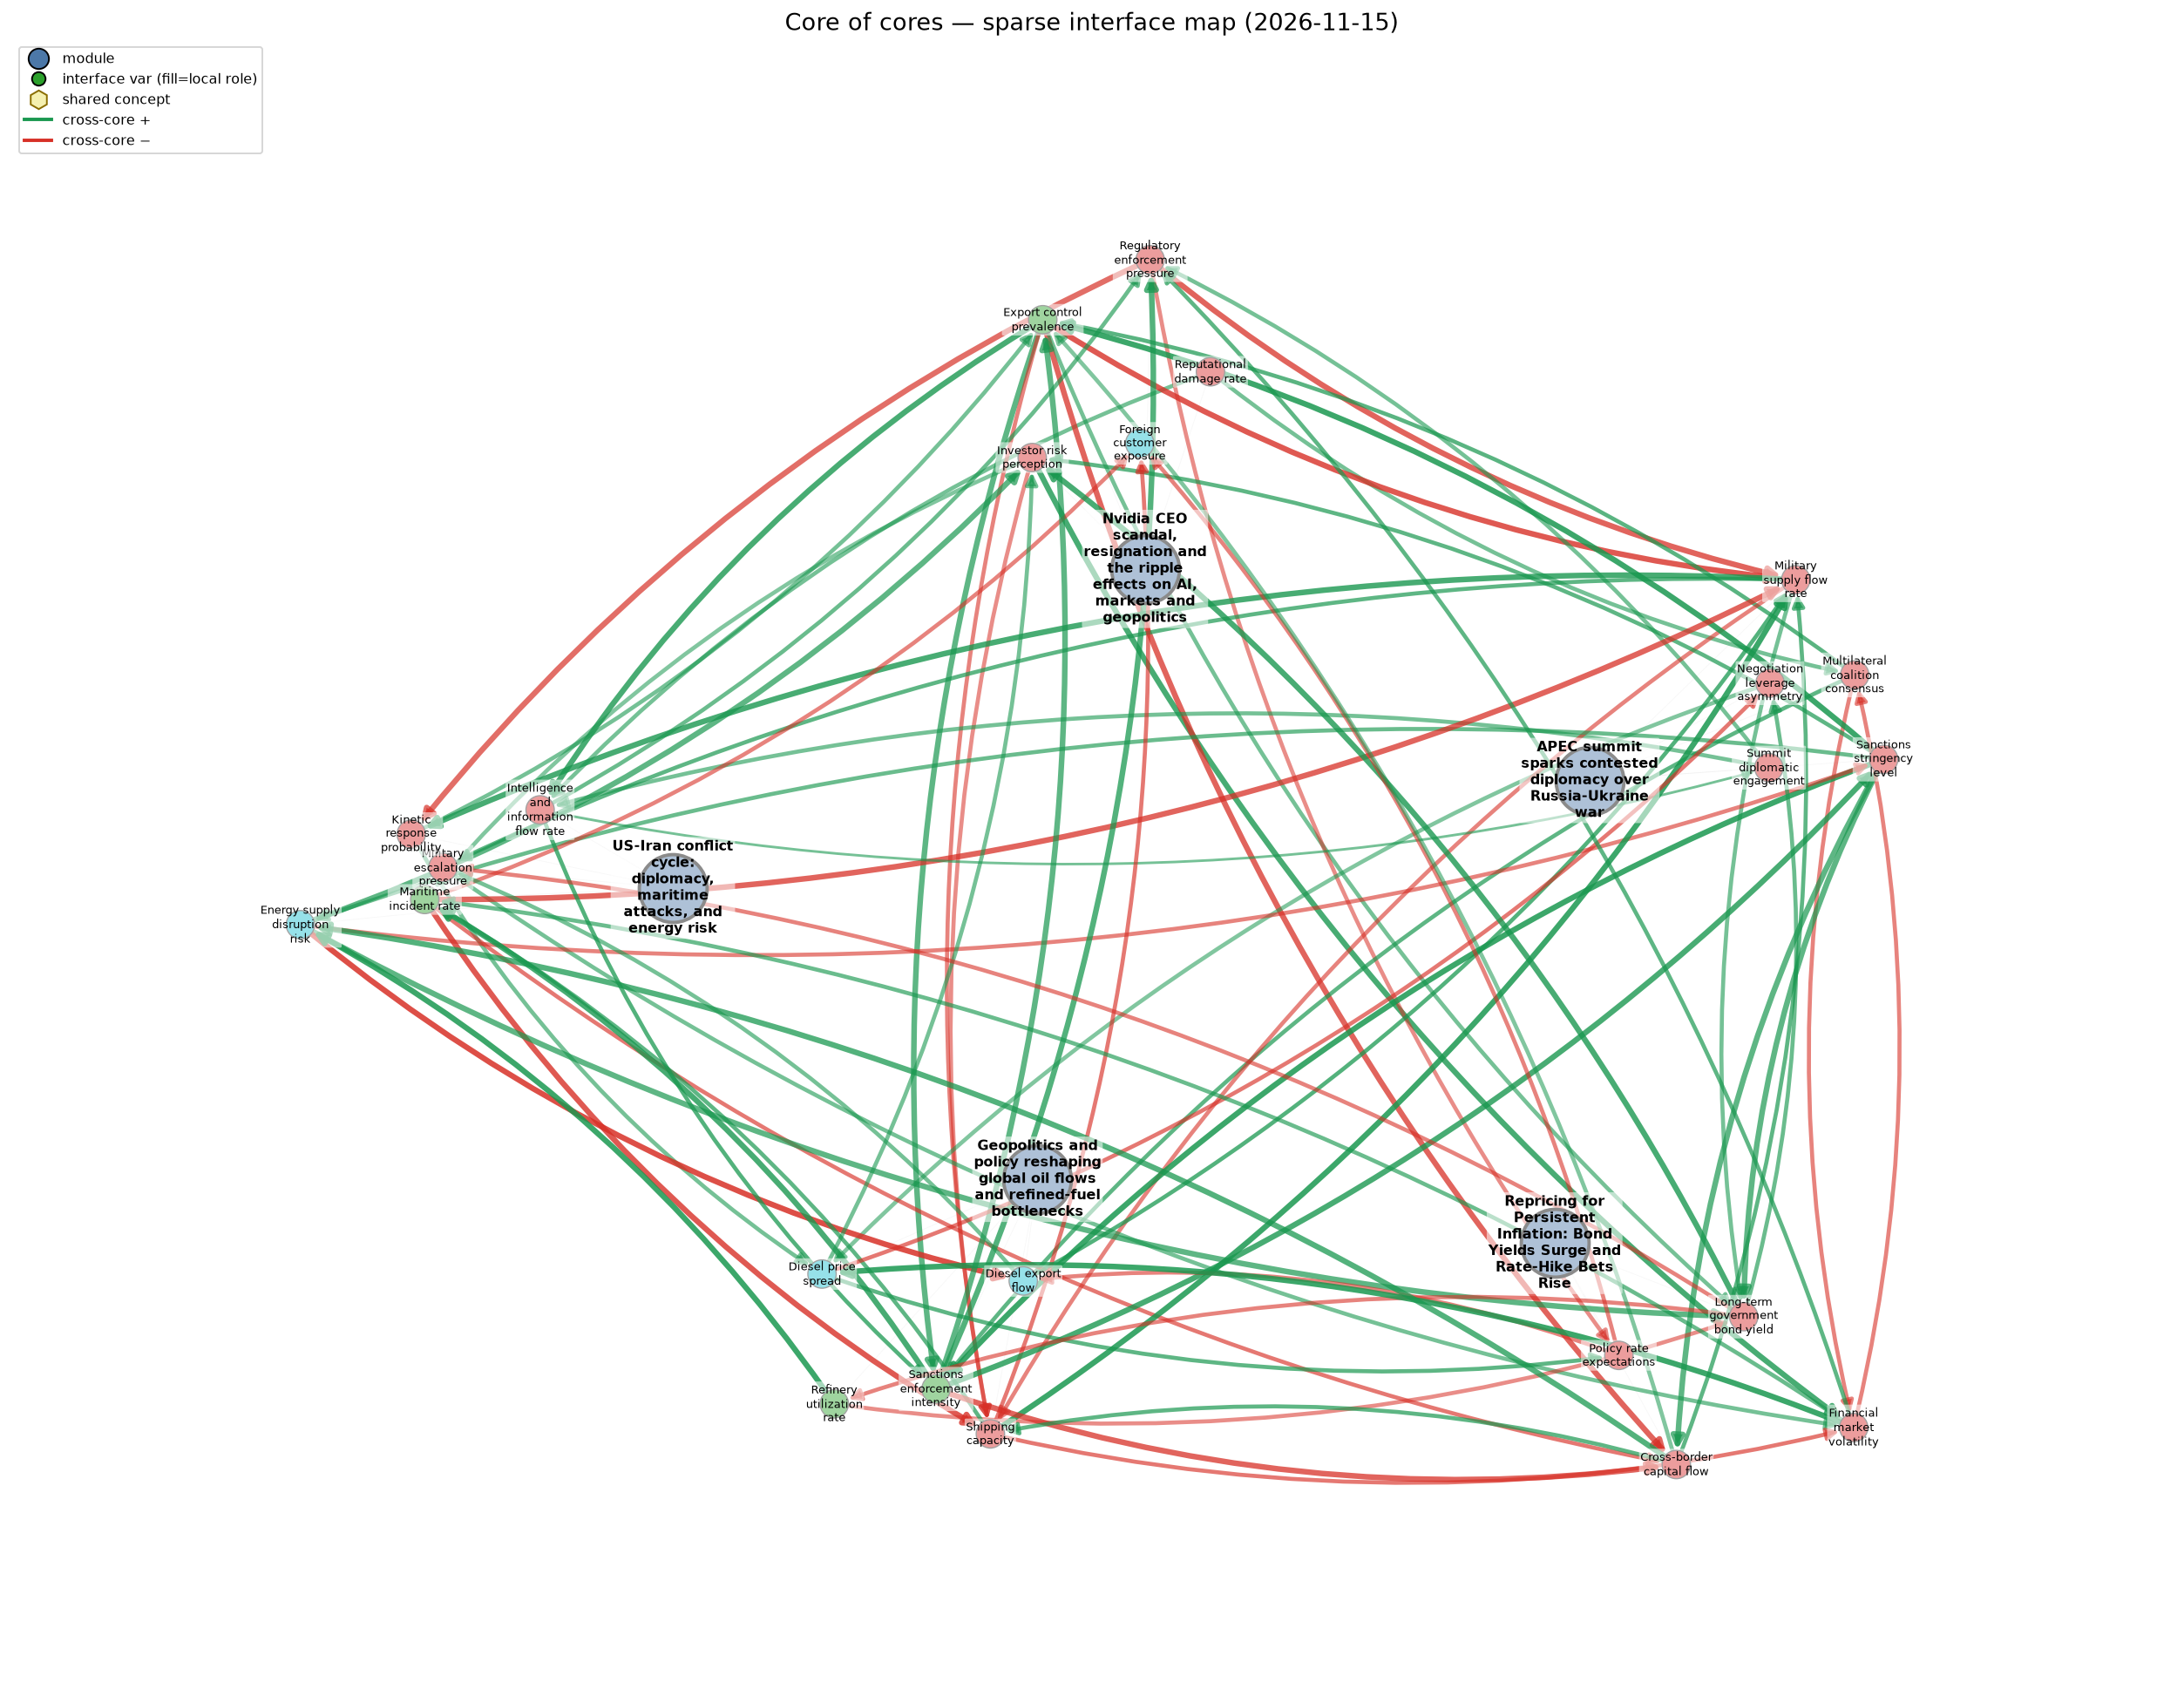 Core of cores — sparse interface map (2026-11-15)
module
interface var (fill=local role)
shared concept
cross-core +
cross-core −
Regulatory
enforcement
pressure
Export control
prevalence
Reputational
damage rate
Foreign
customer
exposure
Investor risk
perception
Nvidia CEO
scandal,
resignation and
the ripple
effects on AI,
markets and
geopolitics
Military
supply flow
rate
Negotiation
leverage
asymmetry
Multilateral
coalition
consensus
Sanctions
stringency
level
Summit
diplomatic
engagement
APEC summit
sparks contested
diplomacy over
Russia-Ukraine
war
Intelligence
and
information
flow rate
Kinetic
response
probability
Military
escalation
pressure
Maritime
incident rate
Energy supply
disruption
risk
US-Iran conflict
cycle:
diplomacy,
maritime
attacks, and
energy risk
Geopolitics and
policy reshaping
global oil flows
and refined-fuel
bottlenecks
Diesel price
spread
Diesel export
flow
Refinery
utilization
rate
Sanctions
enforcement
intensity
Shipping
capacity
Repricing for
Persistent
Inflation: Bond
Yields Surge and
Rate-Hike Bets
Rise
Long-term
government
bond yield
Policy rate
expectations
Financial
market
volatility
Cross-border
capital flow